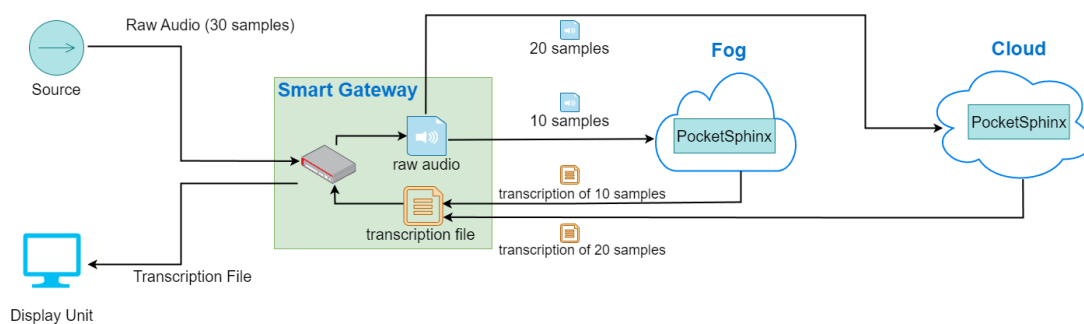 Raw Audio (30 samples)
Source
20 samples
Fog
Cloud
Smart Gateway
10 samples
PocketSphinx
PocketSphinx
raw audio
transcription of 10 samples
transcription file
transcription of 20 samples
Transcription File
Display Unit